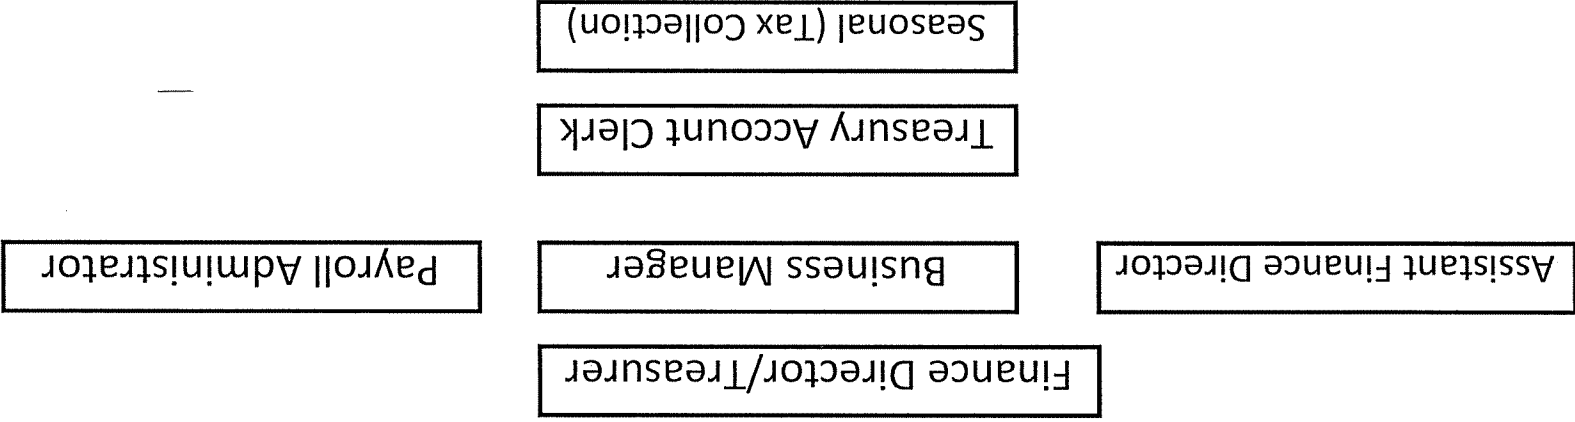 Finance Director/Treasurer
Assistant Finance Director
Business Manager
Payroll Administrator
Treasury Account Clerk
Seasonal (Tax Collection)